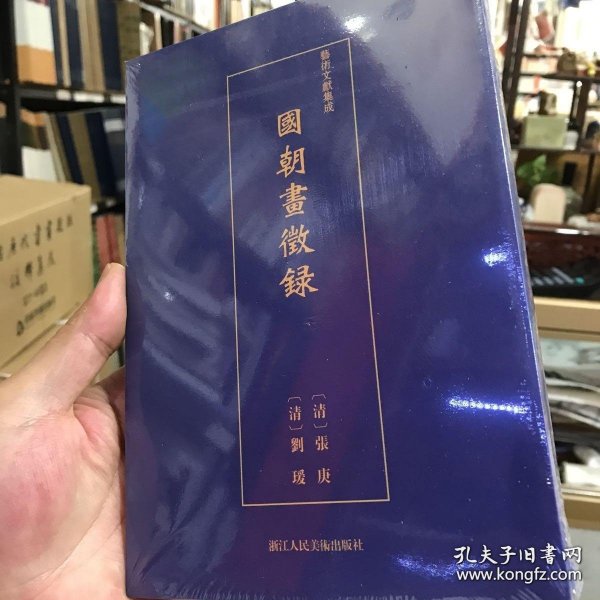 藝術文獻集成
國朝畫徵録
〔清〕張庚
〔清〕劉瑗
浙江人民美術出版社
孔夫子旧书网
www.kongfz.com